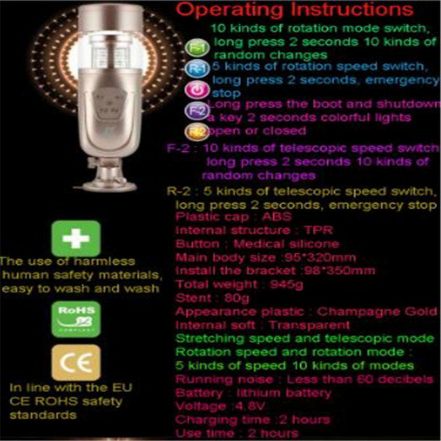 Operating Instructions
10 kinds of rotation mode switch,
long press 2 seconds 10 kinds of
random changes
F-1
R-1
5 kinds of rotation speed switch,
long press 2 seconds, emergency
stop
Long press the boot and shutdown
a key 2 seconds colorful lights
open or closed
F-2
R-2
F-2 : 10 kinds of telescopic speed switch
long press 2 seconds 10 kinds of
random changes
R-2 : 5 kinds of telescopic speed switch,
long press 2 seconds, emergency stop
Plastic cap : ABS
Internal structure : TPR
Button : Medical silicone
Main body size :95*320mm
Install the bracket :98*350mm
Total weight : 945g
Stent : 80g
Appearance plastic : Champagne Gold
Internal soft : Transparent
Stretching speed and telescopic mode
Rotation speed and rotation mode :
5 kinds of speed 10 kinds of modes
Running noise : Less than 60 decibels
Battery : lithium battery
Voltage :4.8V
Charging time :2 hours
Use time : 2 hours
The use of harmless
human safety materials,
easy to wash and wash
RoHS
COMPLIANT
CE
In line with the EU
CE ROHS safety
standards